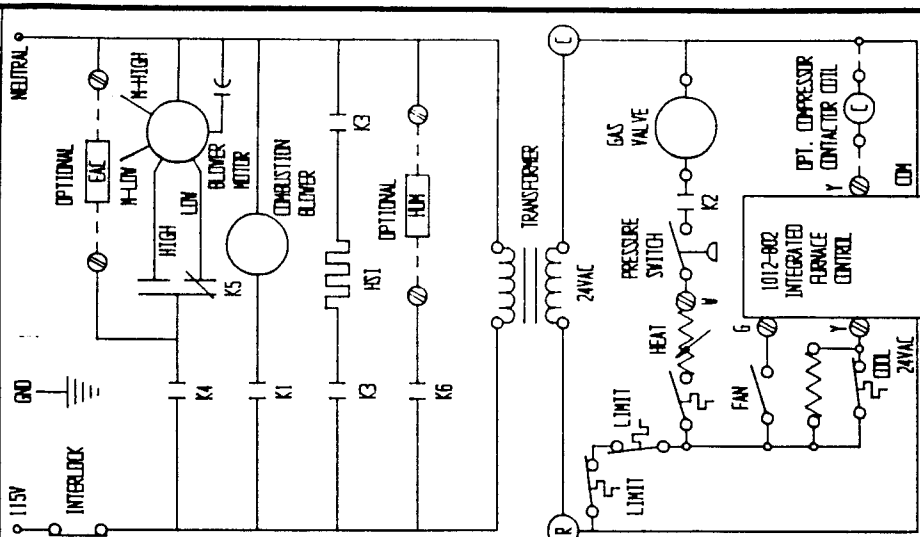 NEUTRAL
OPTIONAL
EAC
M-HIGH
M-LOW
HIGH
LOW
BLOWER
MOTOR
K5
COMBUSTION
BLOWER
K3
HSI
OPTIONAL
HUM
GND
K4
K1
K3
K6
115V
INTERLOCK
TRANSFORMER
24VAC
C
GAS
VALVE
K2
PRESSURE
SWITCH
W
HEAT
OPT. COMPRESSOR
CONTACTOR COIL
C
Y
COM
1012-802
INTEGRATED
FURNACE
CONTROL
G
Y
FAN
COOL
24VAC
LIMIT
LIMIT
R